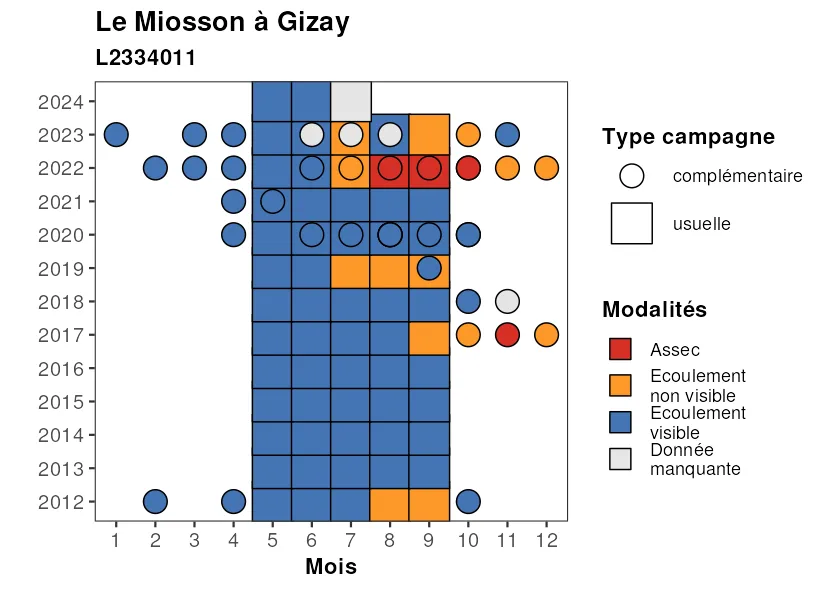 Le Miosson à Gizay
L2334011
2024
2023
2022
2021
2020
2019
2018
2017
2016
2015
2014
2013
2012
1 2 3 4 5 6 7 8 9 10 11 12
Mois
Type campagne
complémentaire
usuelle
Modalités
Assec
Ecoulement
non visible
Ecoulement
visible
Donnée
manquante